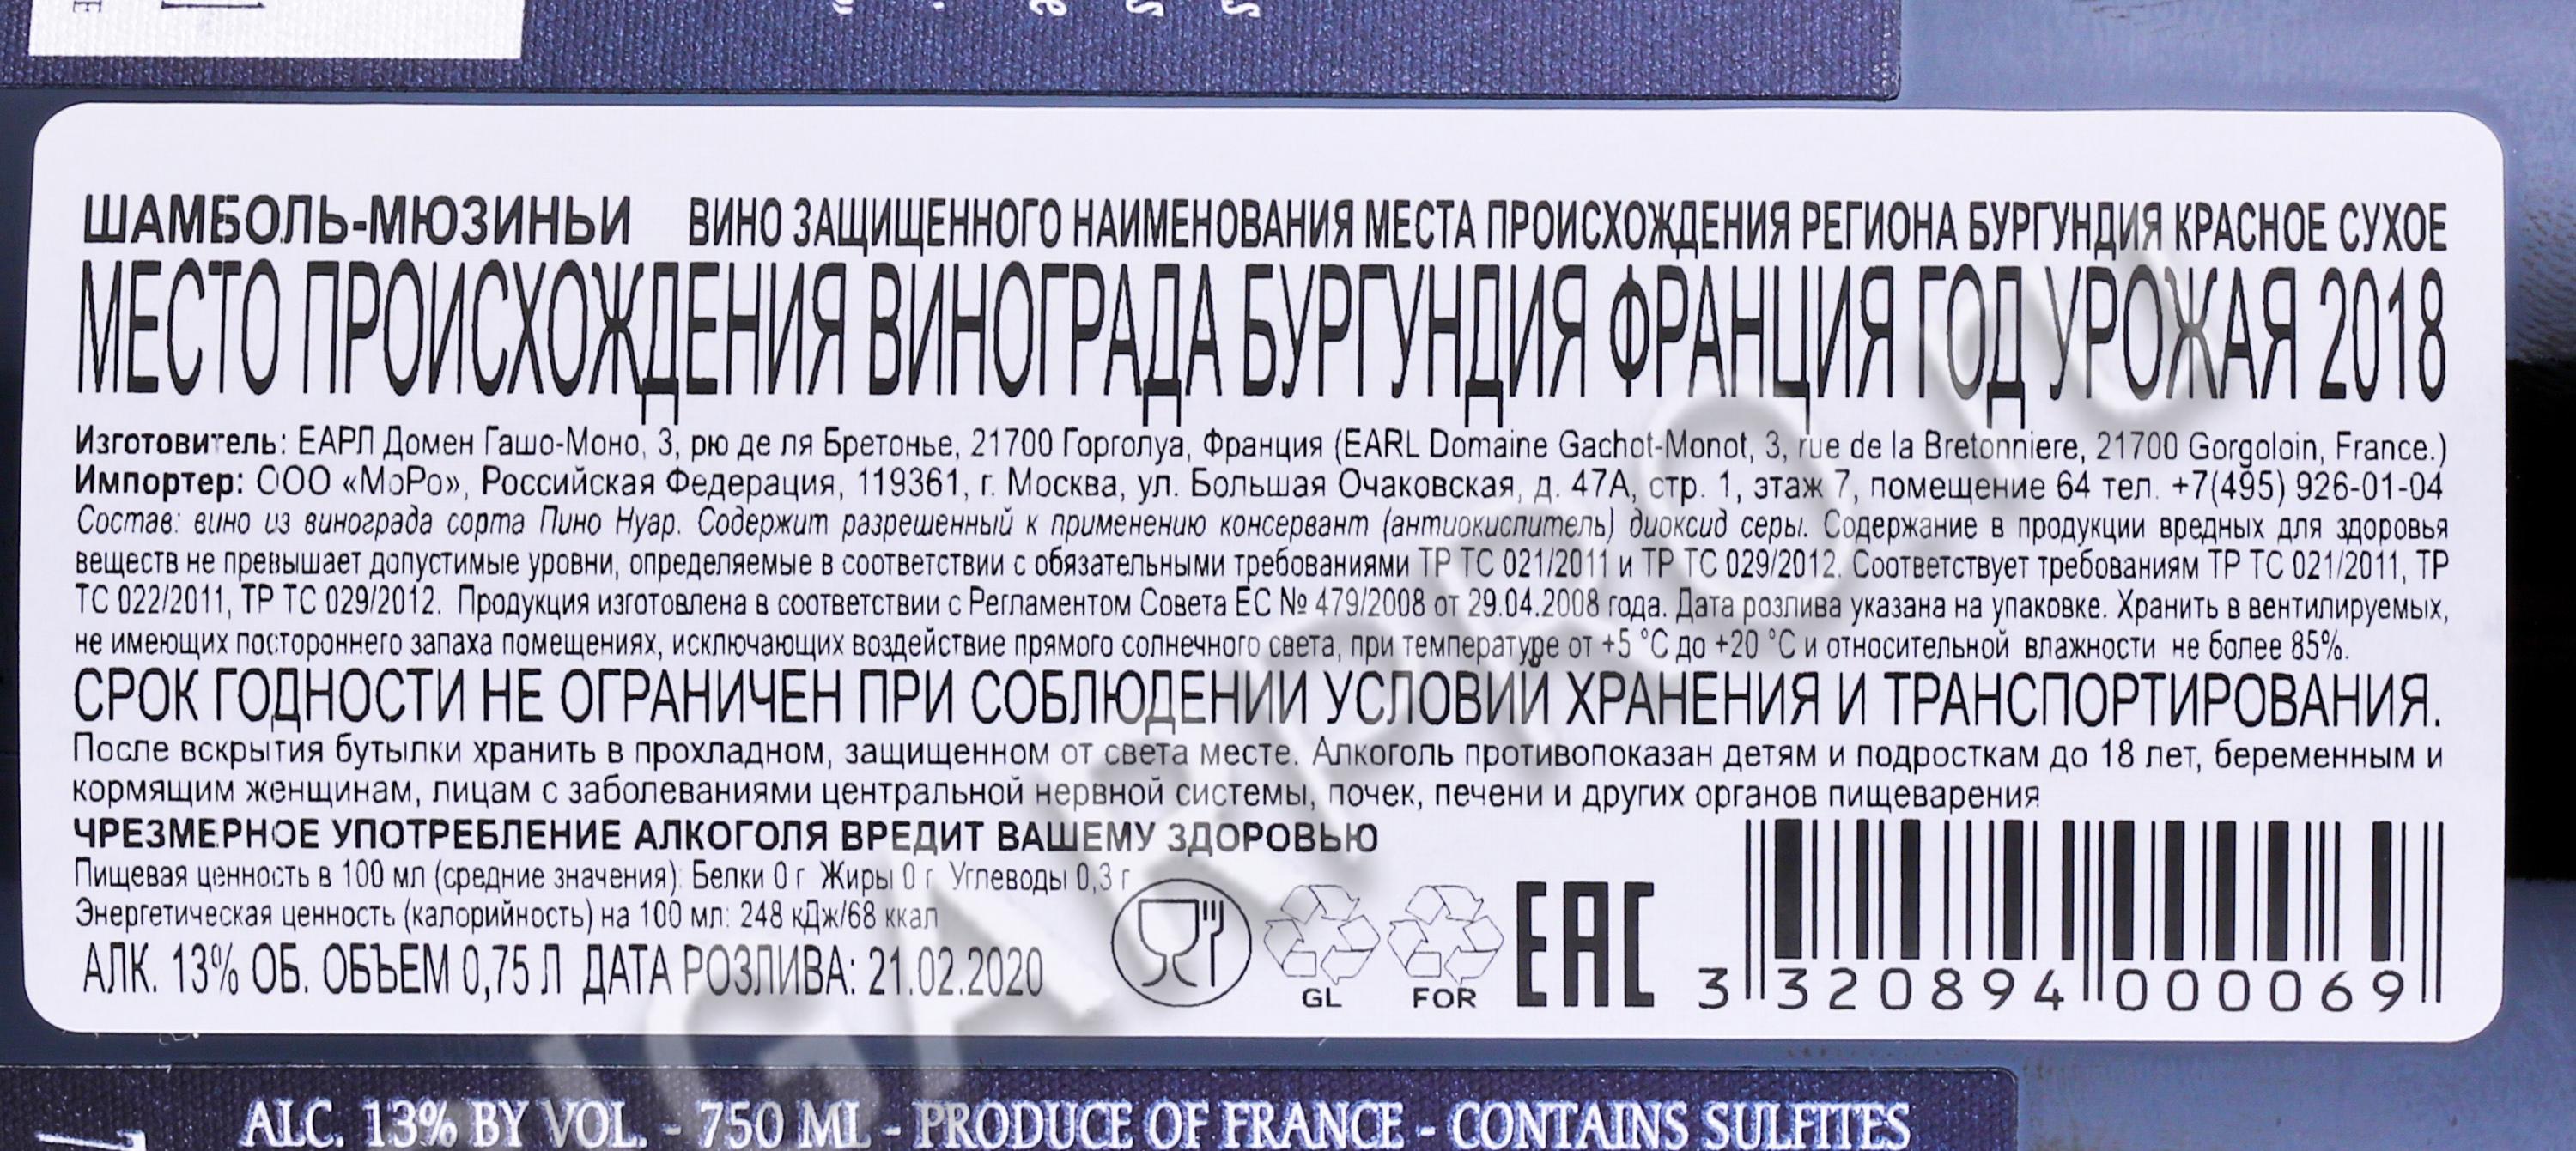 ШАМБОЛЬ-МЮЗИНЬИ ВИНО ЗАЩИЩЕННОГО НАИМЕНОВАНИЯ МЕСТА ПРОИСХОЖДЕНИЯ РЕГИОНА БУРГУНДИЯ КРАСНОЕ СУХОЕ
МЕСТО ПРОИСХОЖДЕНИЯ ВИНОГРАДА БУРГУНДИЯ ФРАНЦИЯ ГОД УРОЖАЯ 2018
Изготовитель: ЕАРЛ Домен Гашо-Моно, 3, рю де ля Бретонье, 21700 Горголуа, Франция (EARL Domaine Gachot-Monot, 3, rue de la Bretonniere, 21700 Gorgoloin, France.)
Импортер: ООО «МоРо», Российская Федерация, 119361, г. Москва, ул. Большая Очаковская, д. 47А, стр. 1, этаж 7, помещение 64 тел. +7(495) 926-01-04
Состав: вино из винограда сорта Пино Нуар. Содержит разрешенный к применению консервант (антиокислитель) диоксид серы. Содержание в продукции вредных для здоровья
веществ не превышает допустимые уровни, определяемые в соответствии с обязательными требованиями ТР ТС 021/2011 и ТР ТС 029/2012. Соответствует требованиям ТР ТС 021/2011, ТР
ТС 022/2011, ТР ТС 029/2012. Продукция изготовлена в соответствии с Регламентом Совета ЕС № 479/2008 от 29.04.2008 года. Дата розлива указана на упаковке. Хранить в вентилируемых,
не имеющих постороннего запаха помещениях, исключающих воздействие прямого солнечного света, при температуре от +5 °C до +20 °C и относительной влажности не более 85%.
СРОК ГОДНОСТИ НЕ ОГРАНИЧЕН ПРИ СОБЛЮДЕНИИ УСЛОВИЙ ХРАНЕНИЯ И ТРАНСПОРТИРОВАНИЯ.
После вскрытия бутылки хранить в прохладном, защищенном от света месте. Алкоголь противопоказан детям и подросткам до 18 лет, беременным и
кормящим женщинам, лицам с заболеваниями центральной нервной системы, почек, печени и других органов пищеварения
ЧРЕЗМЕРНОЕ УПОТРЕБЛЕНИЕ АЛКОГОЛЯ ВРЕДИТ ВАШЕМУ ЗДОРОВЬЮ
Пищевая ценность в 100 мл (средние значения): Белки 0 г Жиры 0 г Углеводы 0,3 г
Энергетическая ценность (калорийность) на 100 мл: 248 кДж/68 ккал
АЛК. 13% ОБ. ОБЪЕМ 0,75 Л ДАТА РОЗЛИВА: 21.02.2020
GL FOR EAC
3 320894 000069
ALC. 13% BY VOL. - 750 ML - PRODUCE OF FRANCE - CONTAINS SULFITES